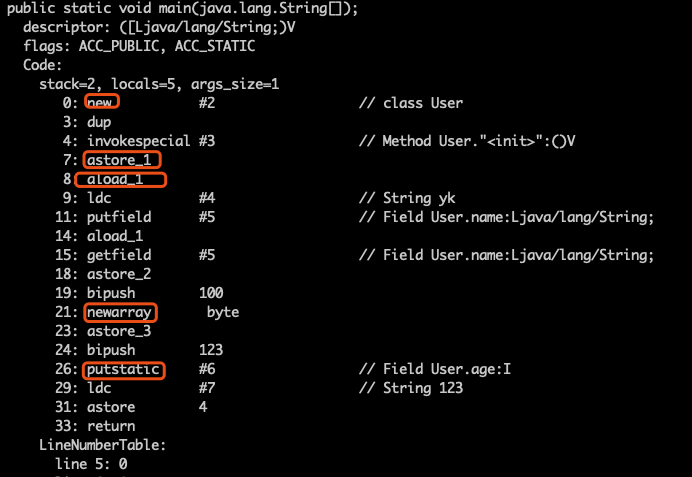 public static void main(java.lang.String[]);
descriptor: ([Ljava/lang/String;)V
flags: ACC_PUBLIC, ACC_STATIC
Code:
stack=2, locals=5, args_size=1
0: new #2 // class User
3: dup
4: invokespecial #3 // Method User."<init>":()V
7: astore_1
8 aload_1
9: ldc #4 // String yk
11: putfield #5 // Field User.name:Ljava/lang/String;
14: aload_1
15: getfield #5 // Field User.name:Ljava/lang/String;
18: astore_2
19: bipush 100
21: newarray byte
23: astore_3
24: bipush 123
26: putstatic #6 // Field User.age:I
29: ldc #7 // String 123
31: astore 4
33: return
LineNumberTable:
line 5: 0